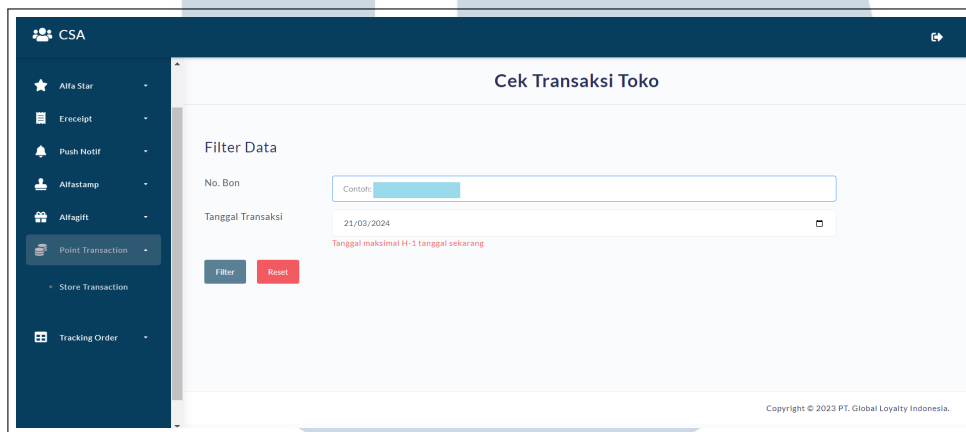 CSA
Alfa Star
Ereceipt
Push Notif
Alfastamp
Alfagift
Point Transaction
Store Transaction
Tracking Order
Cek Transaksi Toko
Filter Data
No. Bon
Contoh:
Tanggal Transaksi
21/03/2024
Tanggal maksimal H-1 tanggal sekarang
Filter Reset
Copyright © 2023 PT. Global Loyalty Indonesia.